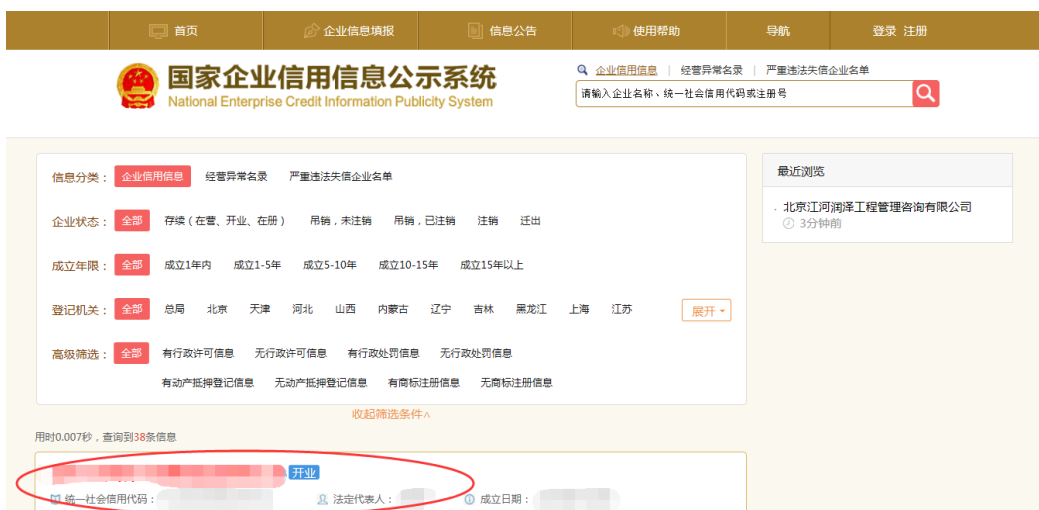 首页 企业信息填报 信息公告 使用帮助 导航 登录 注册
国家企业信用信息公示系统
National Enterprise Credit Information Publicity System
企业信用信息 | 经营异常名录 | 严重违法失信企业名单
请输入企业名称、统一社会信用代码或注册号
信息分类： 企业信用信息 经营异常名录 严重违法失信企业名单
企业状态： 全部 存续（在营、开业、在册） 吊销，未注销 吊销，已注销 注销 迁出
成立年限： 全部 成立1年内 成立1-5年 成立5-10年 成立10-15年 成立15年以上
登记机关： 全部 总局 北京 天津 河北 山西 内蒙古 辽宁 吉林 黑龙江 上海 江苏 展开
高级筛选： 全部 有行政许可信息 无行政许可信息 有行政处罚信息 无行政处罚信息
有动产抵押登记信息 无动产抵押登记信息 有商标注册信息 无商标注册信息
收起筛选条件
最近浏览
北京江河润泽工程管理咨询有限公司
3分钟前
用时0.007秒，查询到38条信息
开业
统一社会信用代码： 法定代表人： 成立日期：